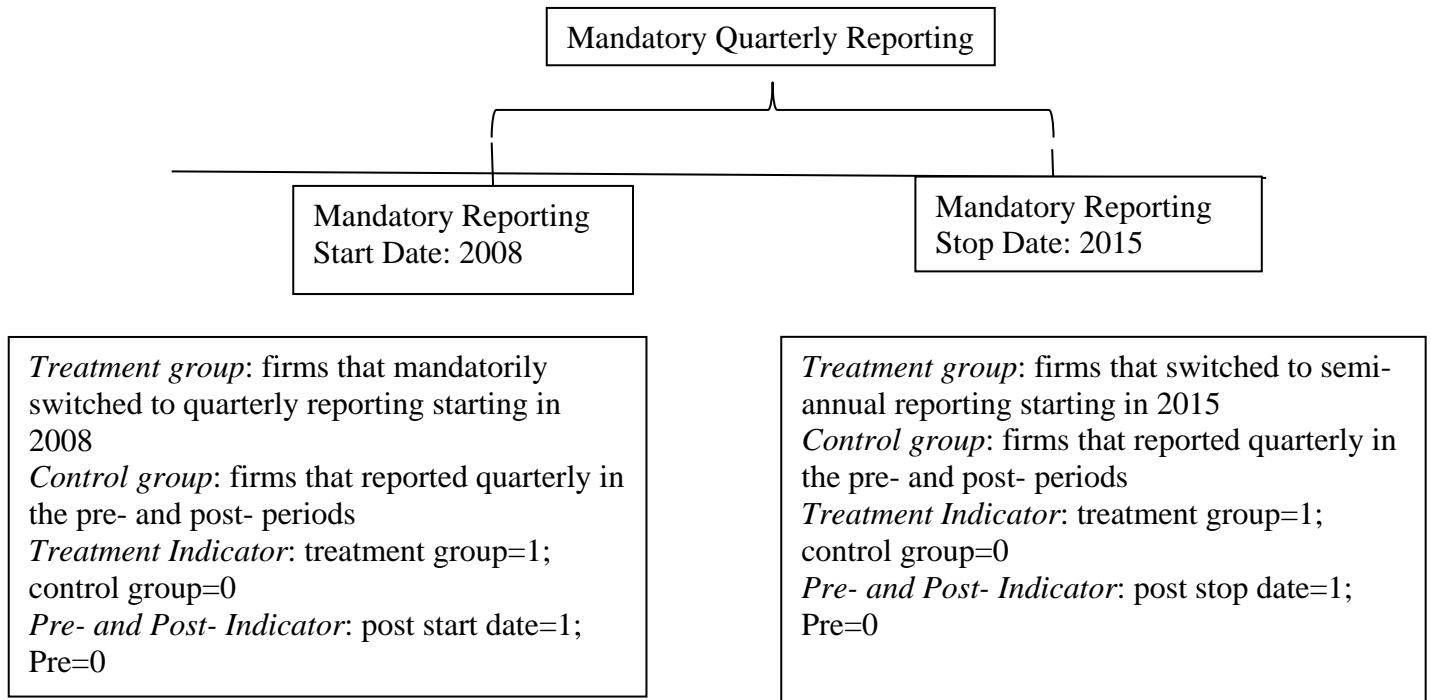 Mandatory Quarterly Reporting
Mandatory Reporting
Start Date: 2008
Mandatory Reporting
Stop Date: 2015
Treatment group: firms that mandatorily
switched to quarterly reporting starting in
2008
Control group: firms that reported quarterly in
the pre- and post- periods
Treatment Indicator: treatment group=1;
control group=0
Pre- and Post- Indicator: post start date=1;
Pre=0
Treatment group: firms that switched to semi-
annual reporting starting in 2015
Control group: firms that reported quarterly in
the pre- and post- periods
Treatment Indicator: treatment group=1;
control group=0
Pre- and Post- Indicator: post stop date=1;
Pre=0